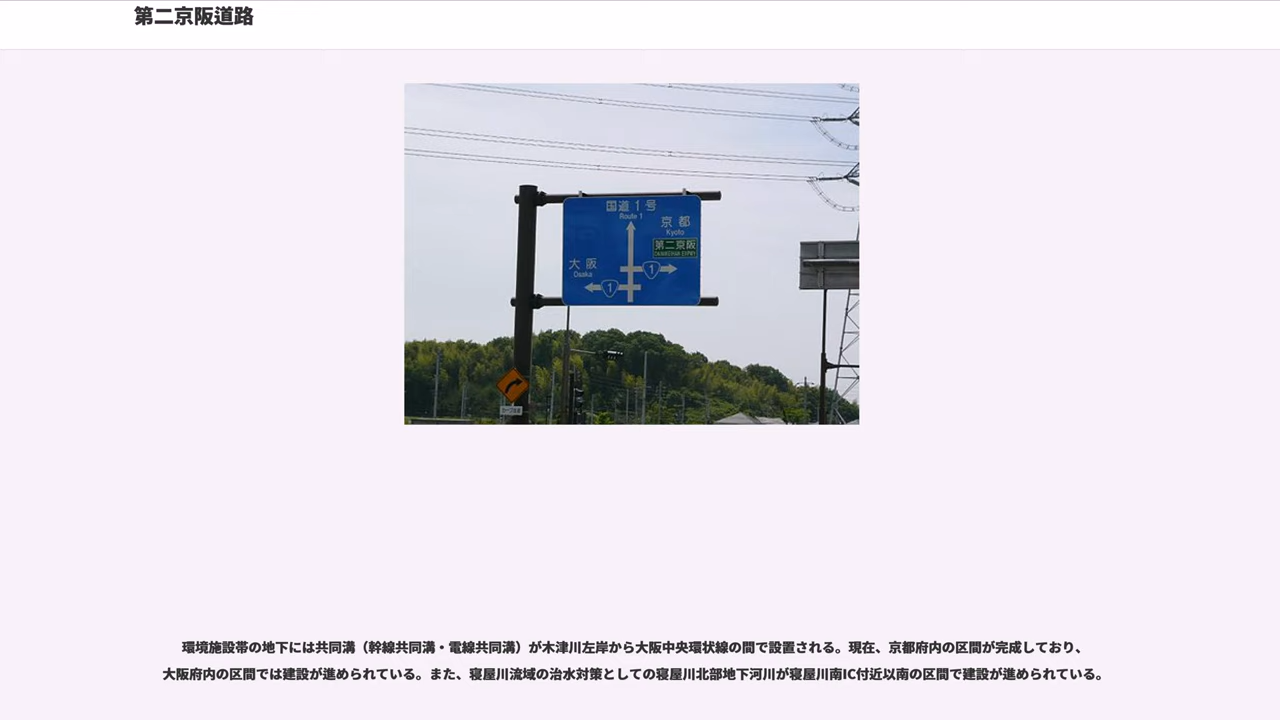 第二京阪道路
国道1号
Route 1
京都
Kyoto
第二京阪
DAINIKEIHAN EXPWY
1
大阪
Osaka
1
環境施設帯の地下には共同溝（幹線共同溝・電線共同溝）が木津川左岸から大阪中央環状線の間で設置される。現在、京都府内の区間が完成しており、
大阪府内の区間では建設が進められている。また、寝屋川流域の治水対策としての寝屋川北部地下河川が寝屋川南IC付近以南の区間で建設が進められている。